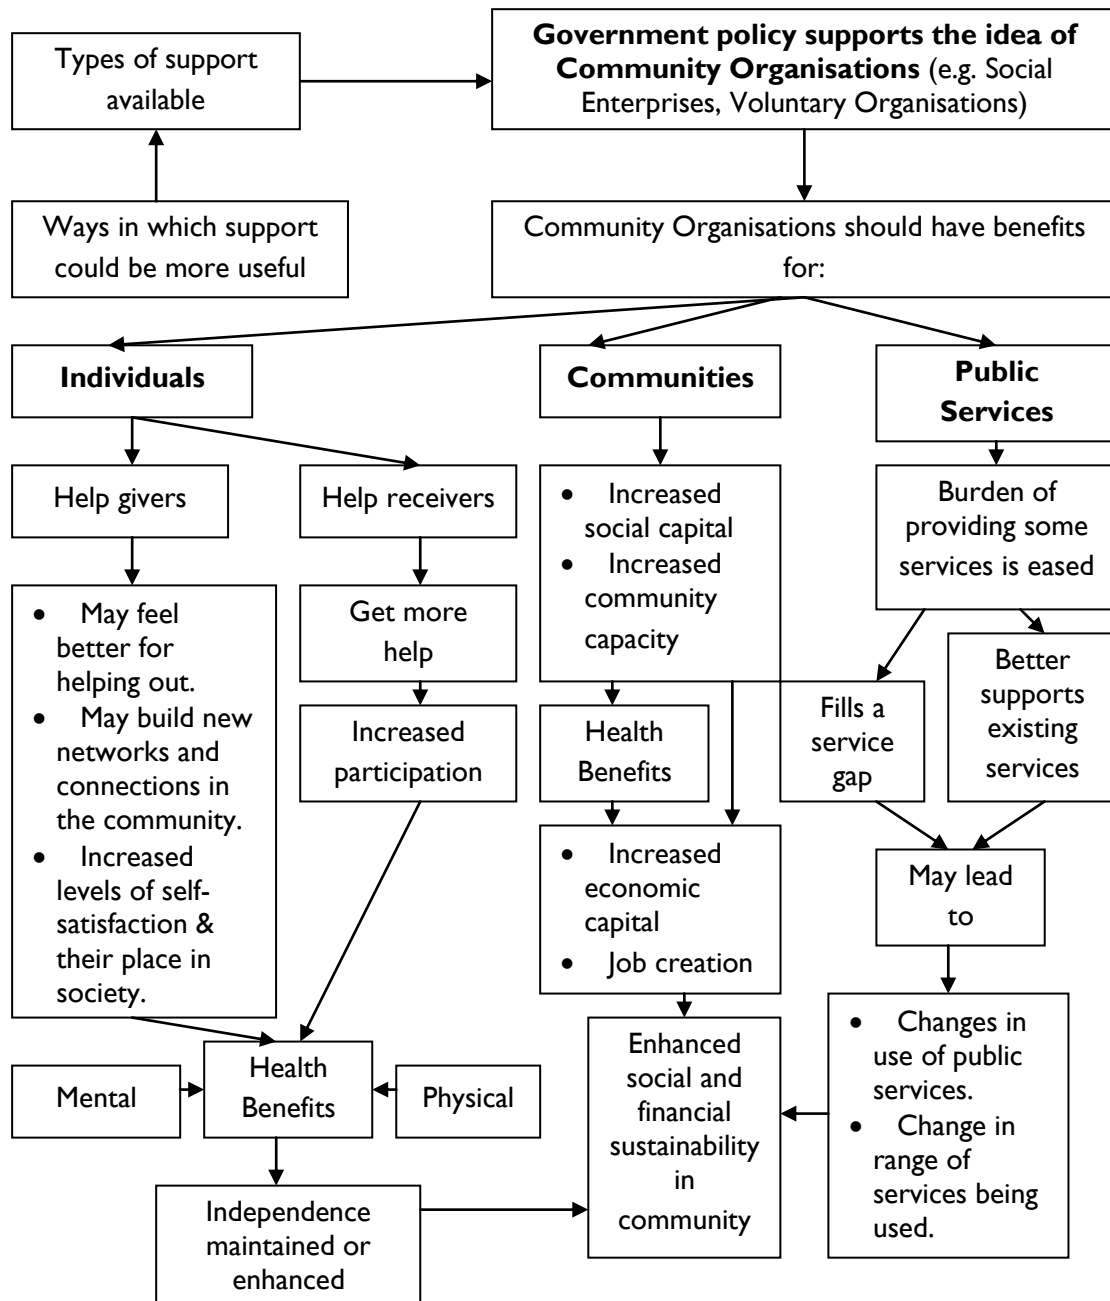 Types of support
available
Government policy supports the idea of
Community Organisations (e.g. Social
Enterprises, Voluntary Organisations)
Ways in which support
could be more useful
Community Organisations should have benefits
for:
Individuals
Communities
Public
Services
Help givers
Help receivers
• Increased
social capital
• Increased
community
capacity
Burden of
providing some
services is eased
• May feel
better for
helping out.
• May build new
networks and
connections in
the community.
• Increased
levels of self-
satisfaction &
their place in
society.
Get more
help
Increased
participation
Health
Benefits
Fills a
service
gap
Better
supports
existing
services
• Increased
economic
capital
• Job creation
May lead
to
Mental
Health
Benefits
Physical
Enhanced
social and
financial
sustainability
in
community
• Changes in
use of public
services.
• Change in
range of
services being
used.
Independence
maintained or
enhanced